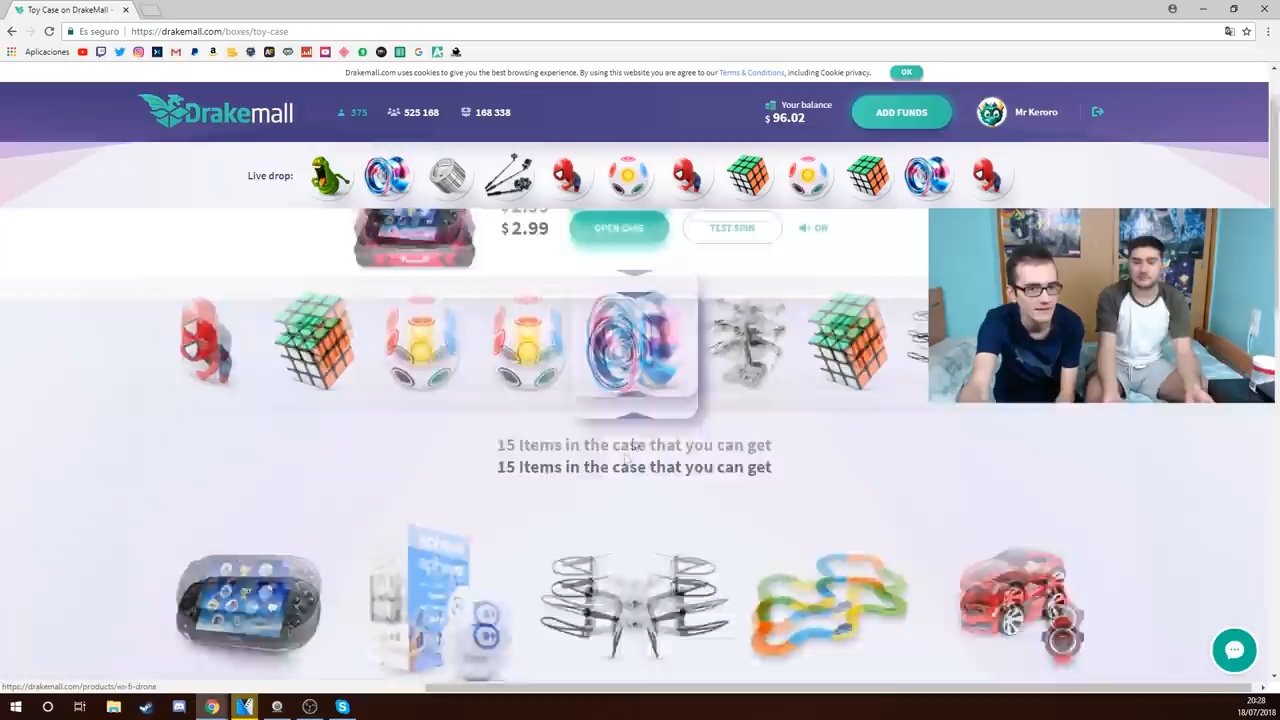 Toy Case on DrakeMall -
Es seguro https://drakemall.com/boxes/toy-case
Aplicaciones
Drakemall.com uses cookies to give you the best browsing experience. By using this website you are agree to our Terms & Conditions, including Cookie privacy. OK
Drakemall 375 525 168 168 338 Your balance $ 96.02 ADD FUNDS Mr Keroro
Live drop:
$ 2.99 OPEN CASE TEST SPIN ON
15 Items in the case that you can get
15 Items in the case that you can get
https://drakemall.com/products/wi-fi-drone
20:28
18/07/2018